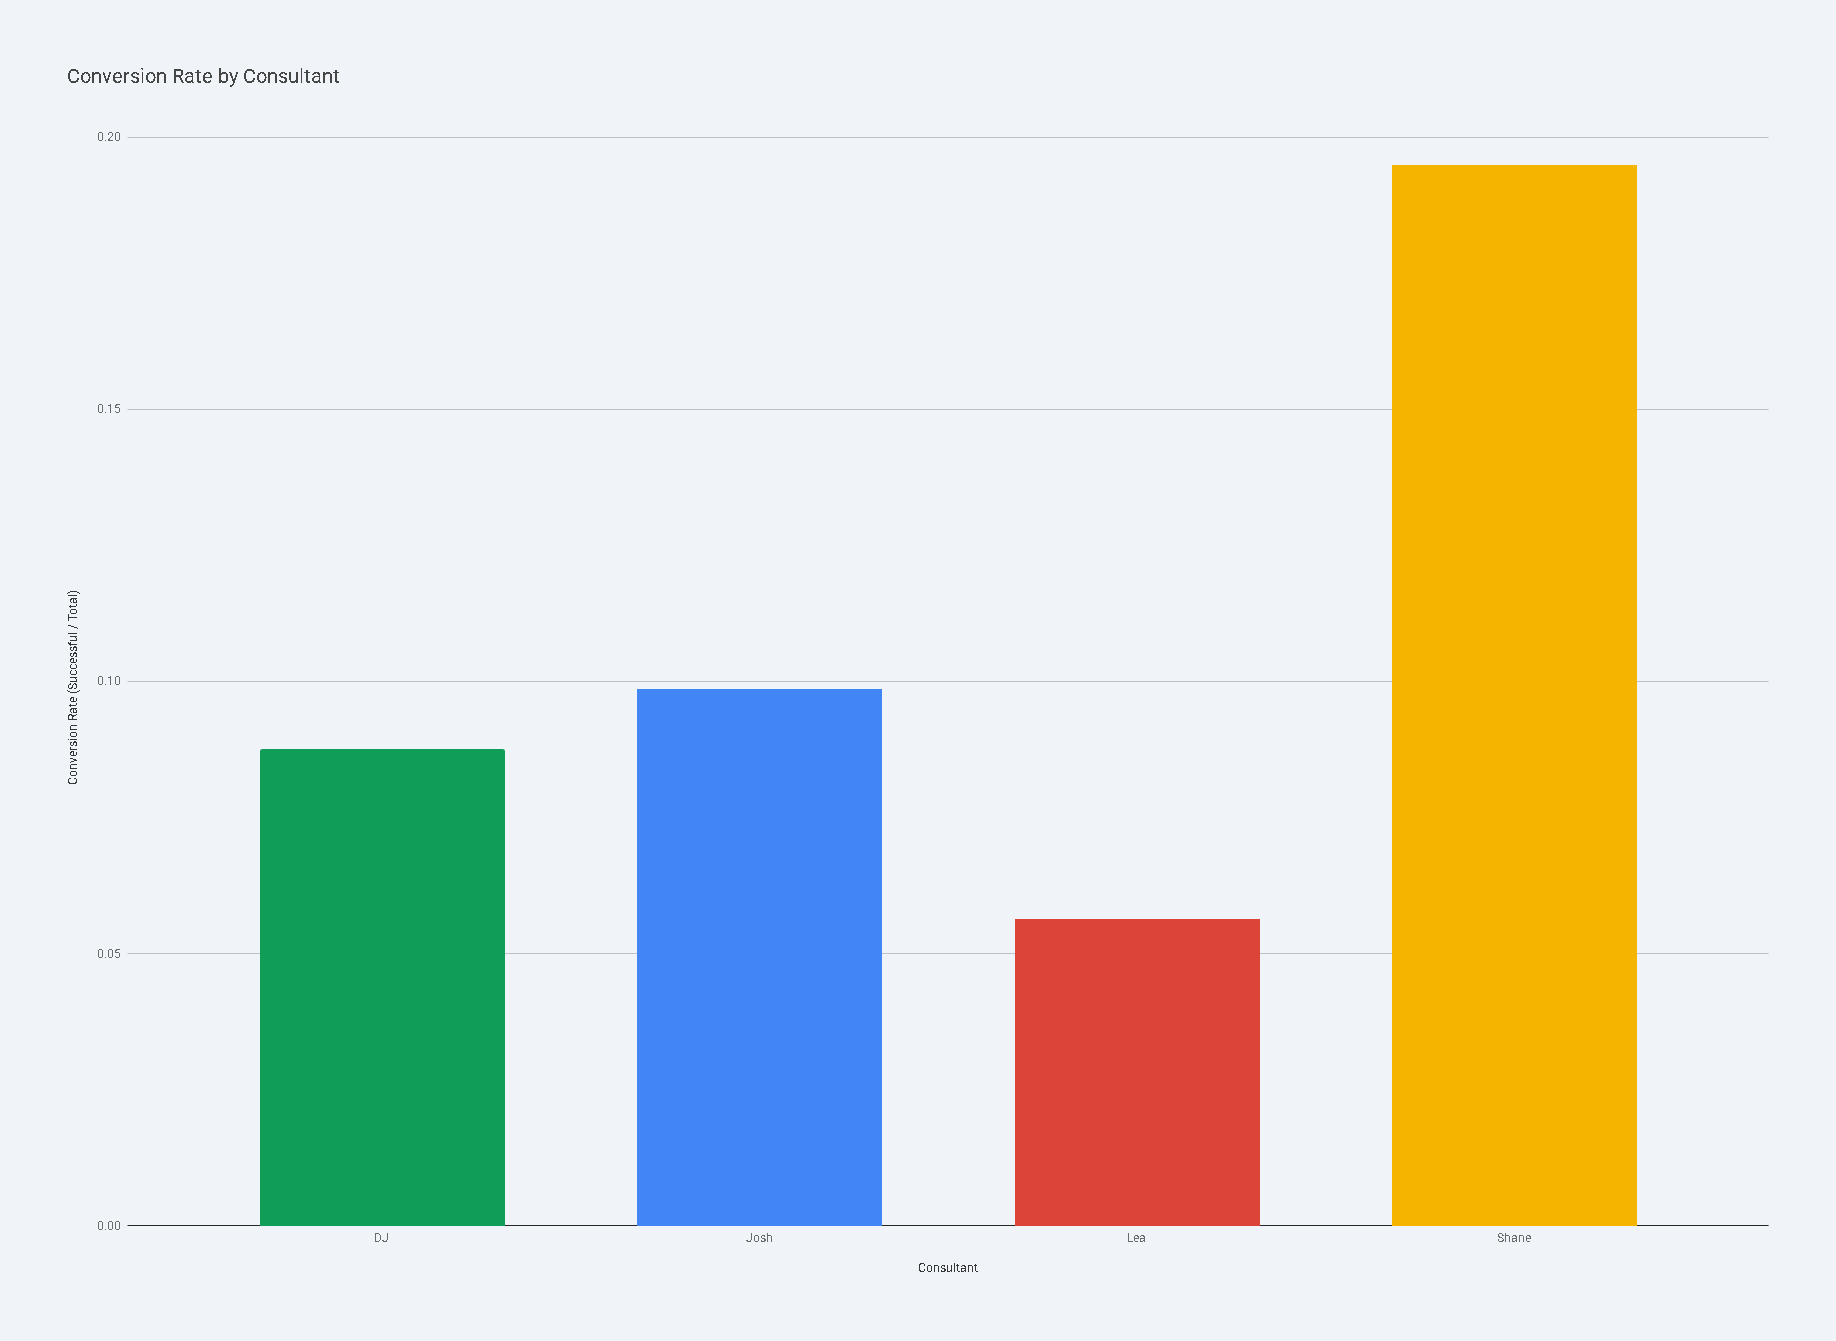 Conversion Rate by Consultant
0.20
0.15
0.10
0.05
0.00
Conversion Rate (Successful / Total)
DJ
Josh
Lea
Shane
Consultant